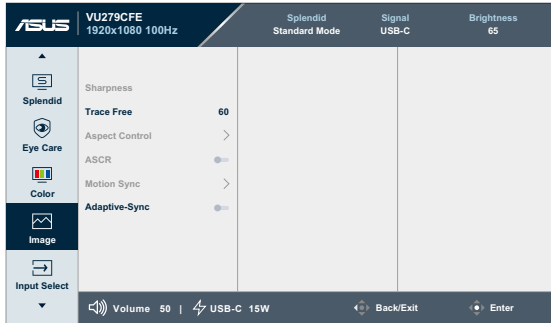 ASUS
VU279CFE
1920x1080 100Hz
Splendid
Standard Mode
Signal
USB-C
Brightness
65
Splendid
Eye Care
Color
Image
Input Select
Sharpness
Trace Free 60
Aspect Control
ASCR
Motion Sync
Adaptive-Sync
Volume 50 | USB-C 15W
Back/Exit
Enter